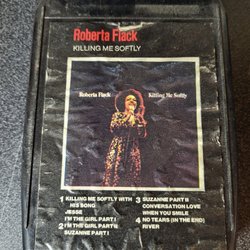 Roberta Flack
KILLING ME SOFTLY
Roberta Flack Killing Me Softly
1 KILLING ME SOFTLY WITH
HIS SONG
JESSE
I'M THE GIRL PART I
2 I'M THE GIRL PART II
SUZANNE PART I
3 SUZANNE PART II
CONVERSATION LOVE
WHEN YOU SMILE
4 NO TEARS (IN THE END)
RIVER